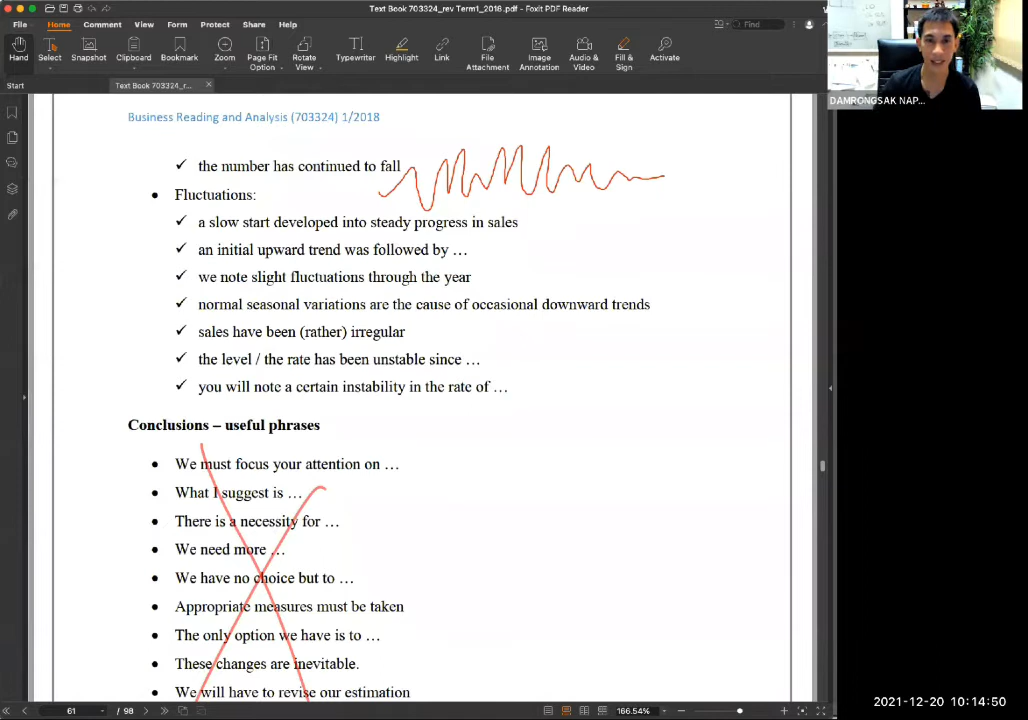 Text Book 703324_rev Term1_2018.pdf - Foxit PDF Reader
File Home Comment View Form Protect Share Help
Find
Hand Select Snapshot Clipboard Bookmark Zoom Page Fit Option Rotate View Typewriter Highlight Link File Attachment Image Annotation Audio & Video Fill & Sign Activate
Start Text Book 703324_r...
DAMRONGSAK NAP...
Business Reading and Analysis (703324) 1/2018
✓ the number has continued to fall
• Fluctuations:
✓ a slow start developed into steady progress in sales
✓ an initial upward trend was followed by …
✓ we note slight fluctuations through the year
✓ normal seasonal variations are the cause of occasional downward trends
✓ sales have been (rather) irregular
✓ the level / the rate has been unstable since …
✓ you will note a certain instability in the rate of …
Conclusions – useful phrases
• We must focus your attention on …
• What I suggest is …
• There is a necessity for …
• We need more …
• We have no choice but to …
• Appropriate measures must be taken
• The only option we have is to …
• These changes are inevitable.
• We will have to revise our estimation
61 / 98 166.54%
2021-12-20 10:14:50